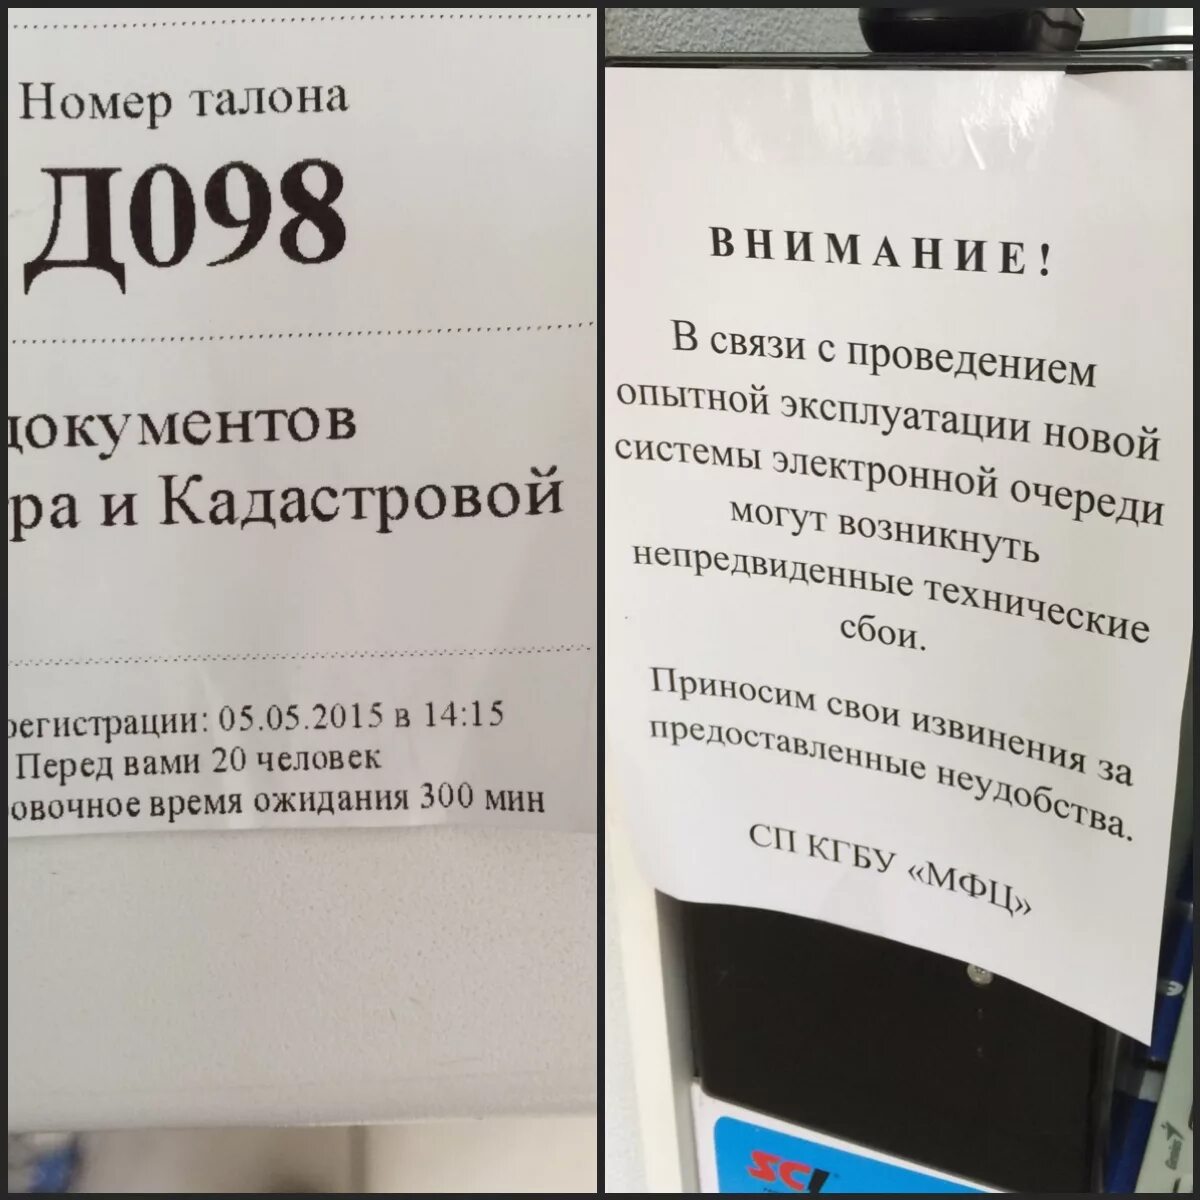 Номер талона
Д098
документов
ра и Кадастровой
регистрации: 05.05.2015 в 14:15
Перед вами 20 человек
овочное время ожидания 300 мин
ВНИМАНИЕ!
В связи с проведением
опытной эксплуатации новой
системы электронной очереди
могут возникнуть
непредвиденные технические
сбои.
Приносим свои извинения за
предоставленные неудобства.
СП КГБУ «МФЦ»
Genius
SC!